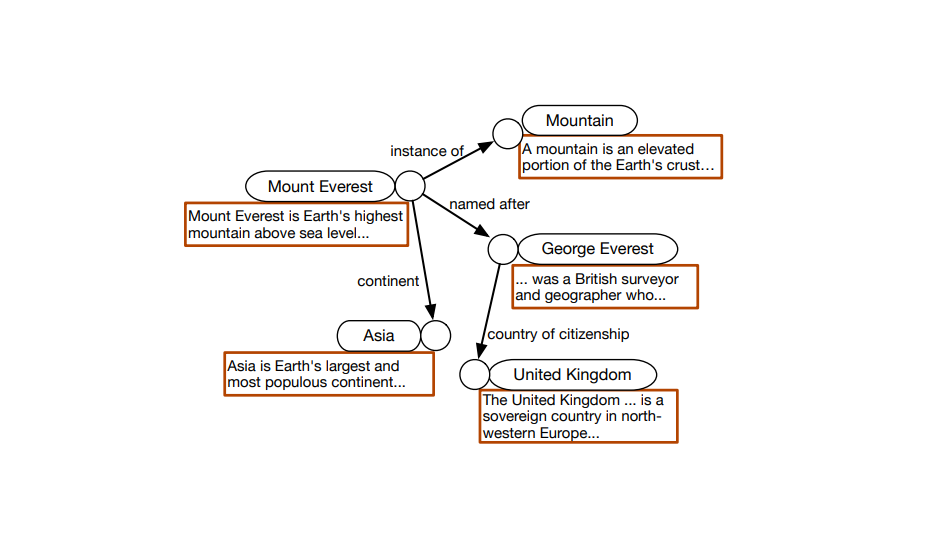 Mountain
A mountain is an elevated
portion of the Earth's crust...
instance of
Mount Everest
Mount Everest is Earth's highest
mountain above sea level...
named after
George Everest
... was a British surveyor
and geographer who...
continent
Asia
Asia is Earth's largest and
most populous continent...
country of citizenship
United Kingdom
The United Kingdom ... is a
sovereign country in north-
western Europe...